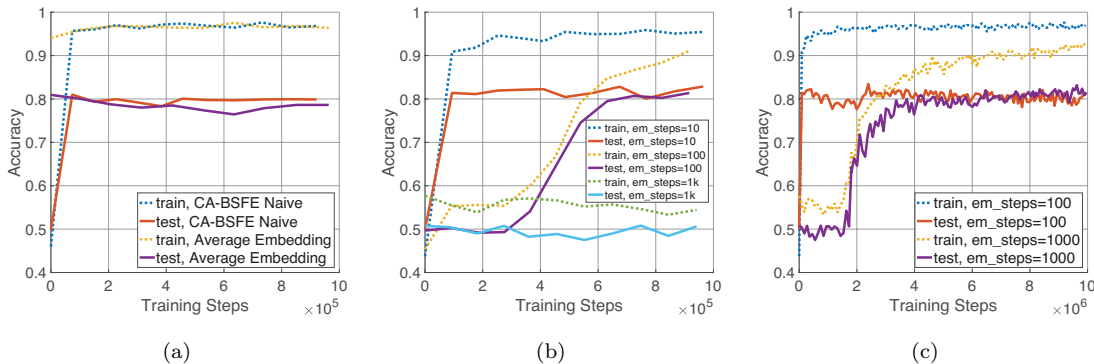 1
0.9
0.8
0.7
0.6
0.5
0.4
Accuracy
0 2 4 6 8 10
Training Steps
×10^5
train, CA-BSFE Naive
test, CA-BSFE Naive
train, Average Embedding
test, Average Embedding
(a)
1
0.9
0.8
0.7
0.6
0.5
0.4
Accuracy
0 2 4 6 8 10
Training Steps
×10^5
train, em_steps=10
test, em_steps=10
train, em_steps=100
test, em_steps=100
train, em_steps=1k
test, em_steps=1k
(b)
1
0.9
0.8
0.7
0.6
0.5
0.4
Accuracy
0 2 4 6 8 10
Training Steps
×10^6
train, em_steps=100
test, em_steps=100
train, em_steps=1000
test, em_steps=1000
(c)